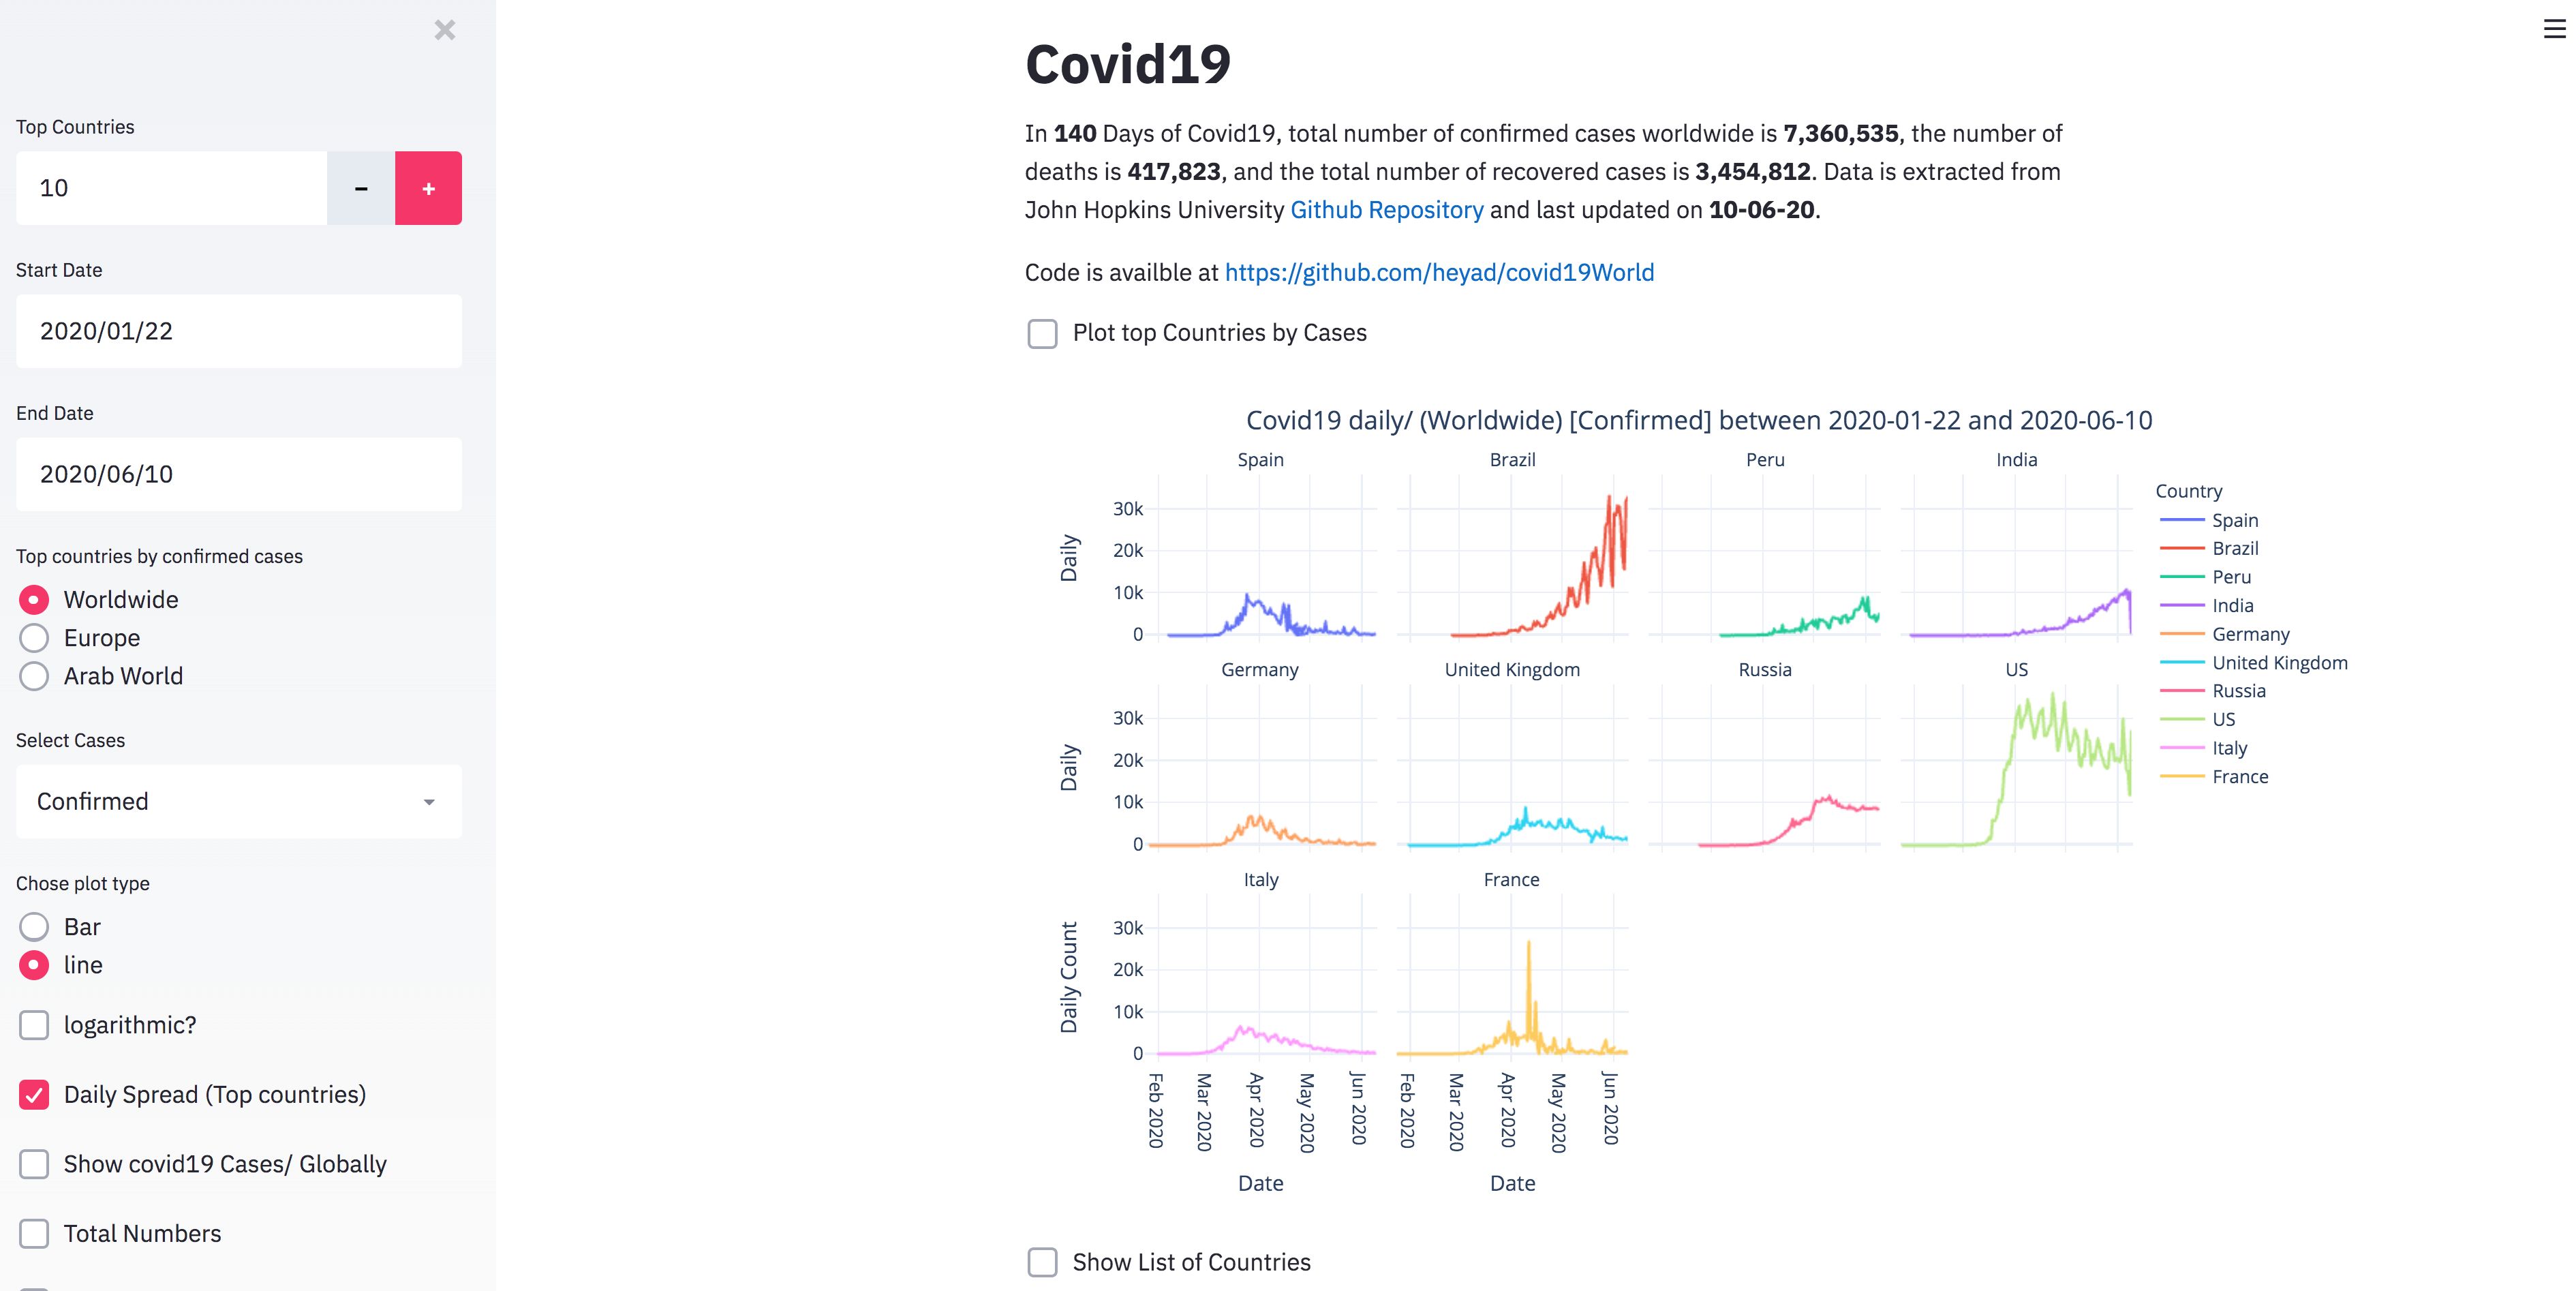 ×
Top Countries
10
−
+
Start Date
2020/01/22
End Date
2020/06/10
Top countries by confirmed cases
Worldwide
Europe
Arab World
Select Cases
Confirmed
Chose plot type
Bar
line
logarithmic?
Daily Spread (Top countries)
Show covid19 Cases/ Globally
Total Numbers
Covid19
In 140 Days of Covid19, total number of confirmed cases worldwide is 7,360,535, the number of
deaths is 417,823, and the total number of recovered cases is 3,454,812. Data is extracted from
John Hopkins University Github Repository and last updated on 10-06-20.
Code is availble at https://github.com/heyad/covid19World
Plot top Countries by Cases
Covid19 daily/ (Worldwide) [Confirmed] between 2020-01-22 and 2020-06-10
Spain
Brazil
Peru
India
Daily
30k
20k
10k
0
Germany
United Kingdom
Russia
US
Daily
30k
20k
10k
0
Italy
France
Daily Count
30k
20k
10k
0
Feb 2020
Mar 2020
Apr 2020
May 2020
Jun 2020
Feb 2020
Mar 2020
Apr 2020
May 2020
Jun 2020
Date
Date
Country
Spain
Brazil
Peru
India
Germany
United Kingdom
Russia
US
Italy
France
Show List of Countries